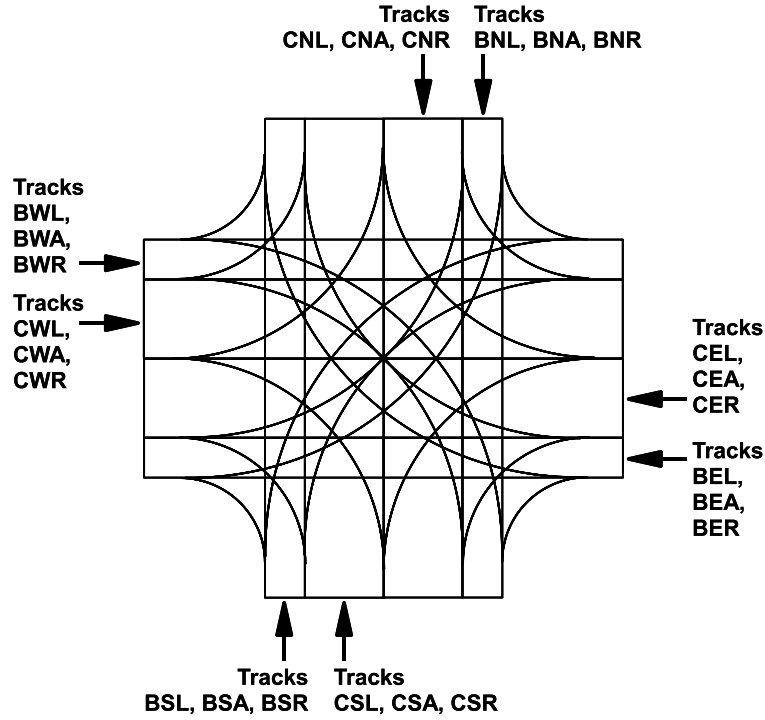 Tracks
CNL, CNA, CNR
Tracks
BNL, BNA, BNR
Tracks
BWL,
BWA,
BWR
Tracks
CWL,
CWA,
CWR
Tracks
CEL,
CEA,
CER
Tracks
BEL,
BEA,
BER
Tracks
BSL, BSA, BSR
Tracks
CSL, CSA, CSR